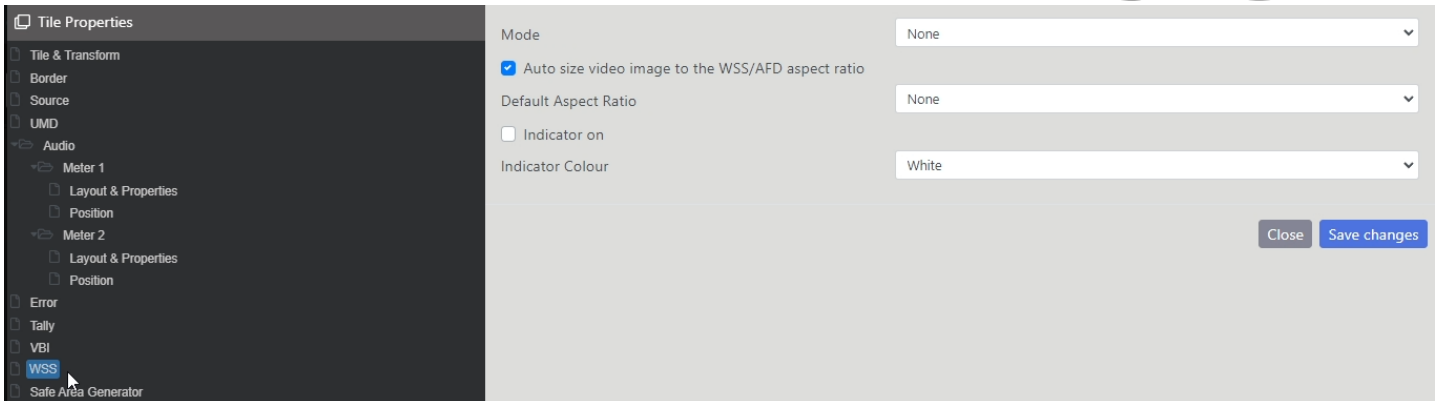 Tile Properties
Tile & Transform
Border
Source
UMD
Audio
Meter 1
Layout & Properties
Position
Meter 2
Layout & Properties
Position
Error
Tally
VBI
WSS
Safe Area Generator
Mode
None
Auto size video image to the WSS/AFD aspect ratio
Default Aspect Ratio
None
Indicator on
Indicator Colour
White
Close
Save changes